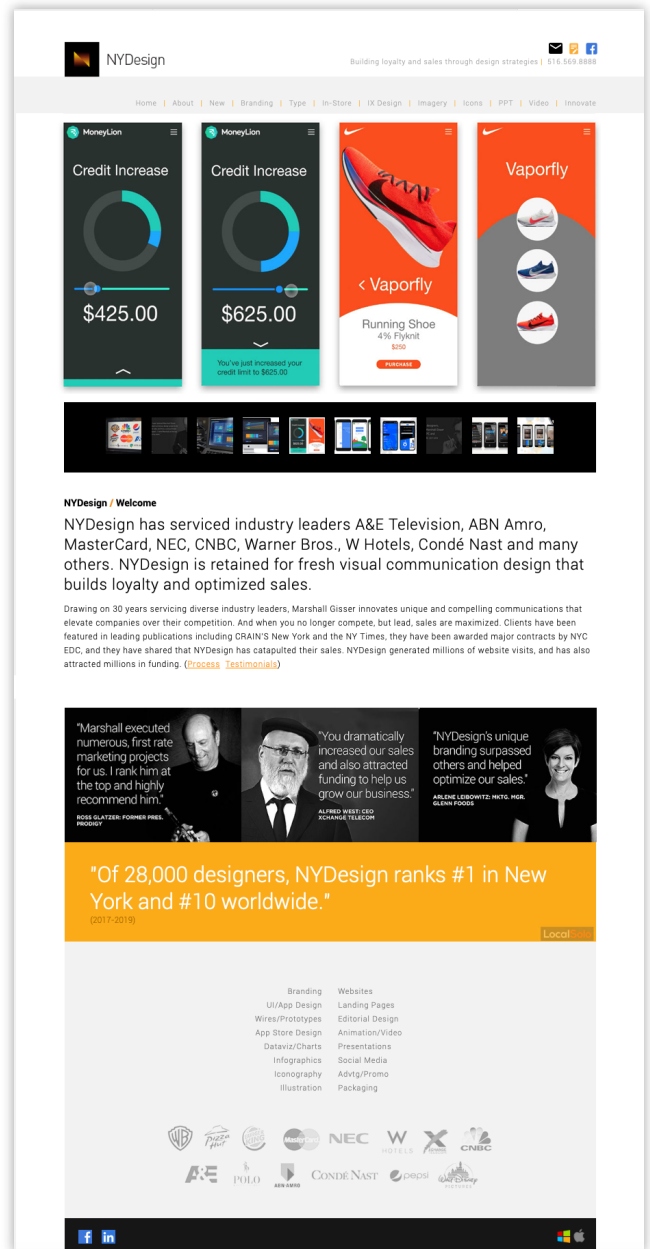 NYDesign
Building loyalty and sales through design strategies | 516.569.8888
Home | About | New | Branding | Type | In-Store | IX Design | Imagery | Icons | PPT | Video | Innovate
MoneyLion
Credit Increase
$425.00
MoneyLion
Credit Increase
$625.00
You've just increased your
credit limit to $625.00
< Vaporfly
Running Shoe
4% Flyknit
$250
PURCHASE
Vaporfly
NYDesign / Welcome
NYDesign has serviced industry leaders A&E Television, ABN Amro,
MasterCard, NEC, CNBC, Warner Bros., W Hotels, Condé Nast and many
others. NYDesign is retained for fresh visual communication design that
builds loyalty and optimized sales.
Drawing on 30 years servicing diverse industry leaders, Marshall Gisser innovates unique and compelling communications that
elevate companies over their competition. And when you no longer compete, but lead, sales are maximized. Clients have been
featured in leading publications including CRAIN'S New York and the NY Times, they have been awarded major contracts by NYC
EDC, and they have shared that NYDesign has catapulted their sales. NYDesign generated millions of website visits, and has also
attracted millions in funding. (Process Testimonials)
"Marshall executed
numerous, first rate
marketing projects
for us. I rank him at
the top and highly
recommend him."
ROSS GLATZER: FORMER PRES.
PRODIGY
"You dramatically
increased our sales
and also attracted
funding to help us
grow our business."
ALFRED WEST: CEO
XCHANGE TELECOM
"NYDesign's unique
branding surpassed
others and helped
optimize our sales."
ARLENE LEIBOWITZ: MKTG. MGR.
GLENN FOODS
"Of 28,000 designers, NYDesign ranks #1 in New
York and #10 worldwide."
(2017-2019)
LocalSolo
Branding Websites
UI/App Design Landing Pages
Wires/Prototypes Editorial Design
App Store Design Animation/Video
Dataviz/Charts Presentations
Infographics Social Media
Iconography Advtg/Promo
Illustration Packaging
WB Pizza Hut MasterCard NEC W HOTELS X CNBC
A&E POLO ABN·AMRO CONDÉ NAST pepsi WALT DISNEY